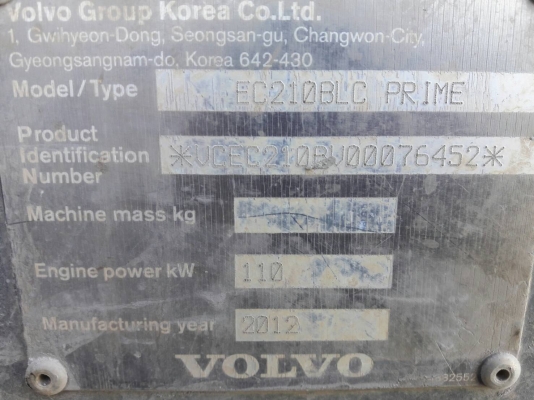 Volvo Group Korea Co.Ltd.
1, Gwihyeon-Dong, Seongsan-gu, Changwon-City,
Gyeongsangnam-do, Korea 642-430
Model/Type EC210BLC PRIME
Product
Identification *VCEC210BV00076452*
Number
Machine mass kg
Engine power kW 110
Manufacturing year 2012
VOLVO